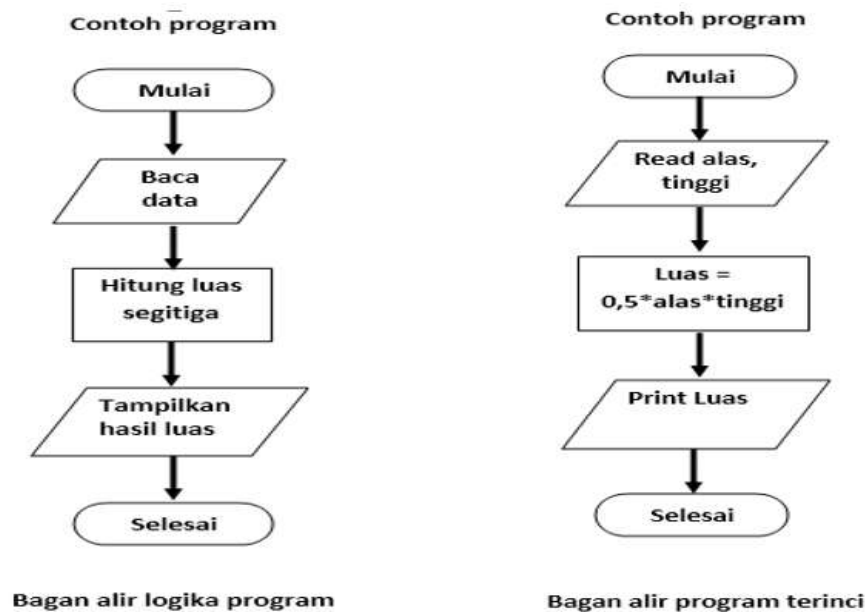 Contoh program
Mulai
Baca
data
Hitung luas
segitiga
Tampilkan
hasil luas
Selesai
Bagan alir logika program
Contoh program
Mulai
Read alas,
tinggi
Luas =
0,5*alas*tinggi
Print Luas
Selesai
Bagan alir program terinci